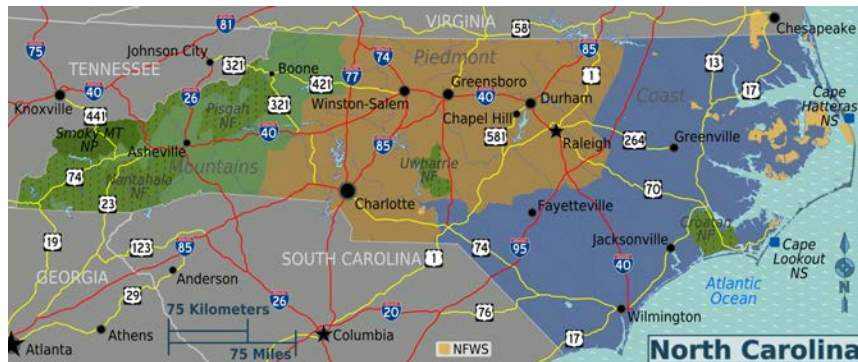 VIRGINIA
58
Chesapeake
81
75
Johnson City
TENNESSEE
321
Boone
77
74
Piedmont
85
1
13
40
Knoxville
26
Pisgah
NF
421
321
Winston-Salem
Greensboro
40
Durham
Coast
17
Cape
Hatteras
NS
441
Smoky MT
NP
Asheville
40
85
Chapel Hill
581
Raleigh
264
Greenville
74
Nantahala
NF
Mountains
Uwharrie
NF
70
23
Charlotte
Fayetteville
Croatan
NF
19
123
85
SOUTH CAROLINA
1
74
95
Jacksonville
40
Cape
Lookout
NS
GEORGIA
Anderson
29
75 Kilometers
26
20
76
Atlantic
Ocean
N
Wilmington
Atlanta
Athens
Columbia
75 Miles
NFWS
17
North Carolina